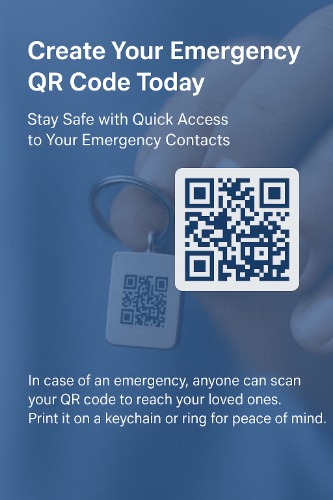 Create Your Emergency
QR Code Today
Stay Safe with Quick Access
to Your Emergency Contacts
In case of an emergency, anyone can scan
your QR code to reach your loved ones.
Print it on a keychain or ring for peace of mind.